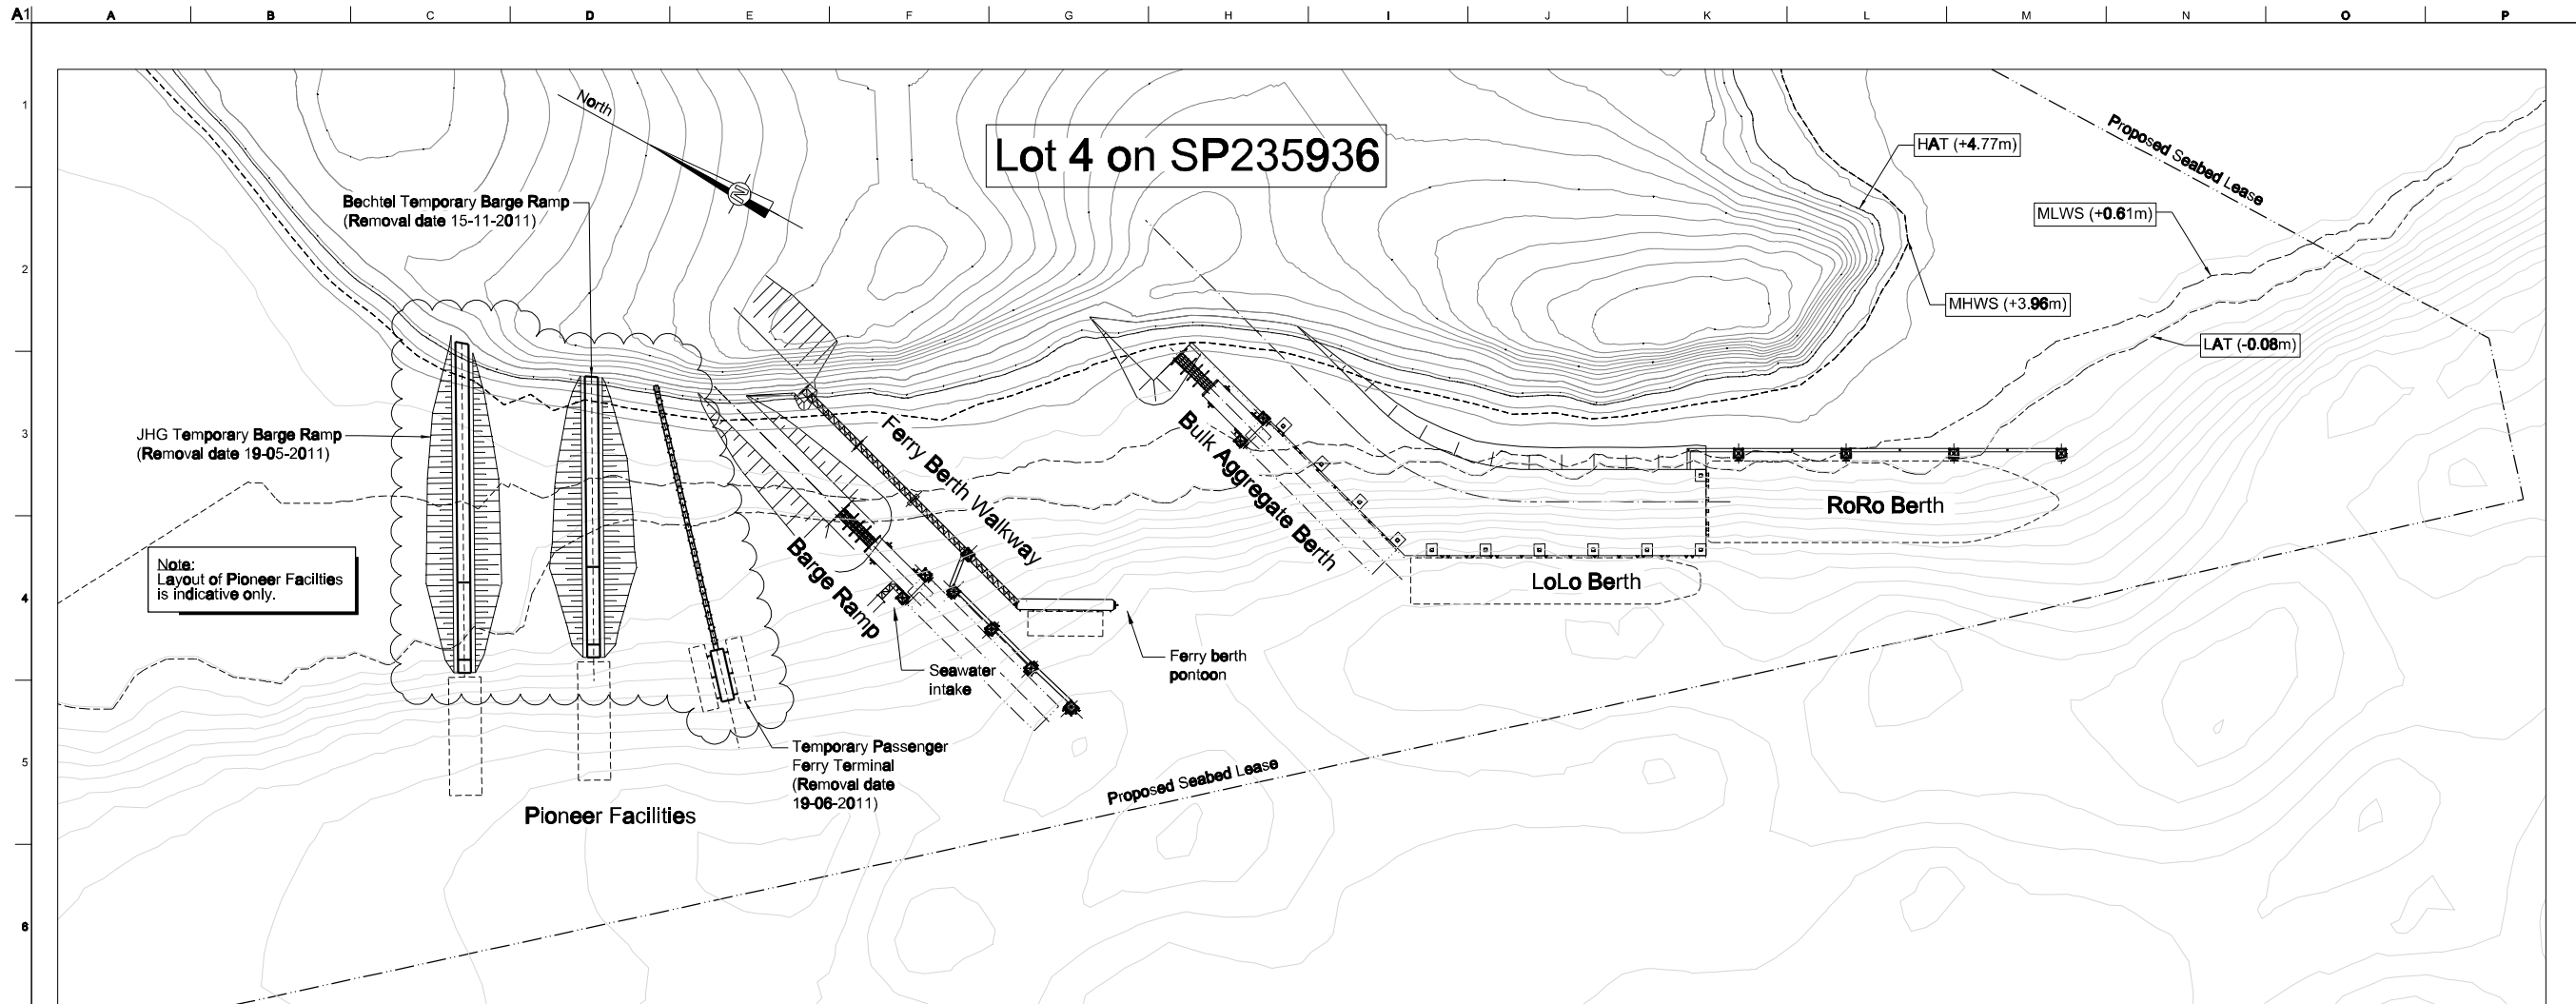 A1
A B C D E F G H I J K L M N O P
1
2
3
4
5
6
North
N
Lot 4 on SP235936
HAT (+4.77m)
Proposed Seabed Lease
MLWS (+0.61m)
MHWS (+3.96m)
LAT (-0.08m)
Bechtel Temporary Barge Ramp
(Removal date 15-11-2011)
JHG Temporary Barge Ramp
(Removal date 19-05-2011)
Note:
Layout of Pioneer Facilties
is indicative only.
Ferry Berth Walkway
Barge Ramp
Bulk Aggregate Berth
RoRo Berth
LoLo Berth
Seawater
intake
Ferry berth
pontoon
Temporary Passenger
Ferry Terminal
(Removal date
19-06-2011)
Pioneer Facilities
Proposed Seabed Lease